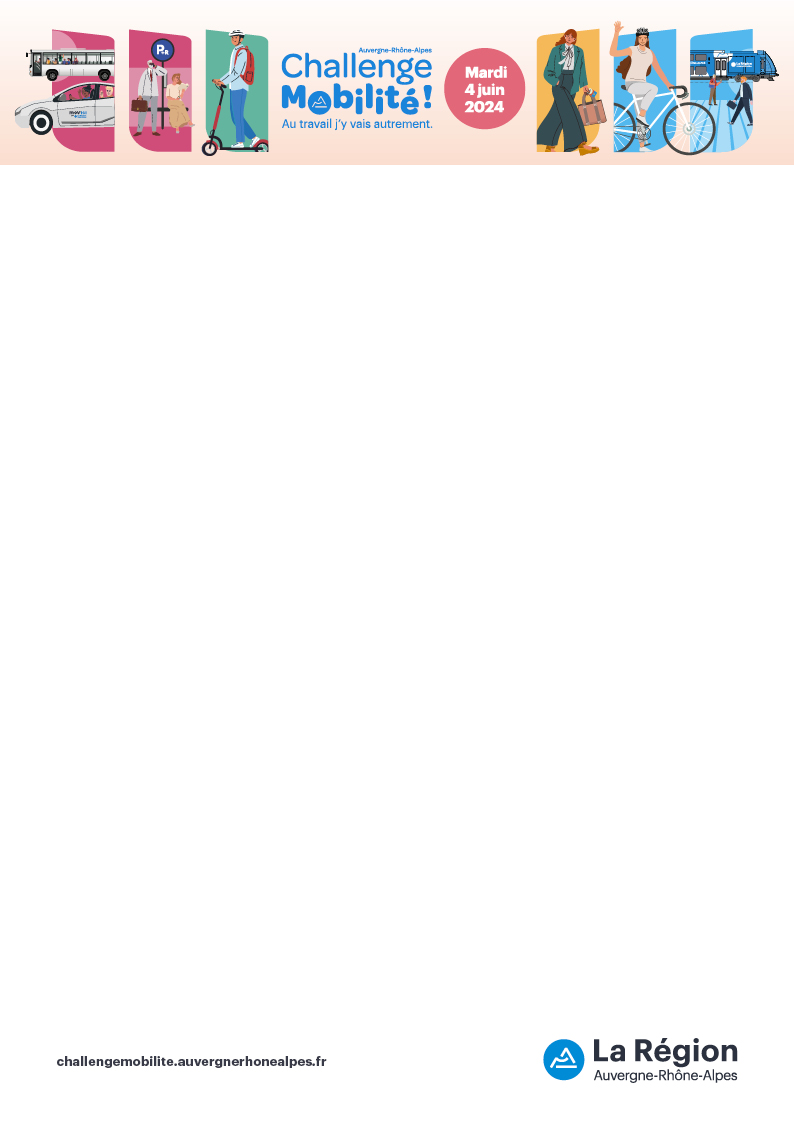 Auvergne-Rhône-Alpes
Challenge
Mobilité !
Au travail j'y vais autrement.
Mardi
4 juin
2024
P+R
challengemobilite.auvergnerhonealpes.fr
La Région
Auvergne-Rhône-Alpes